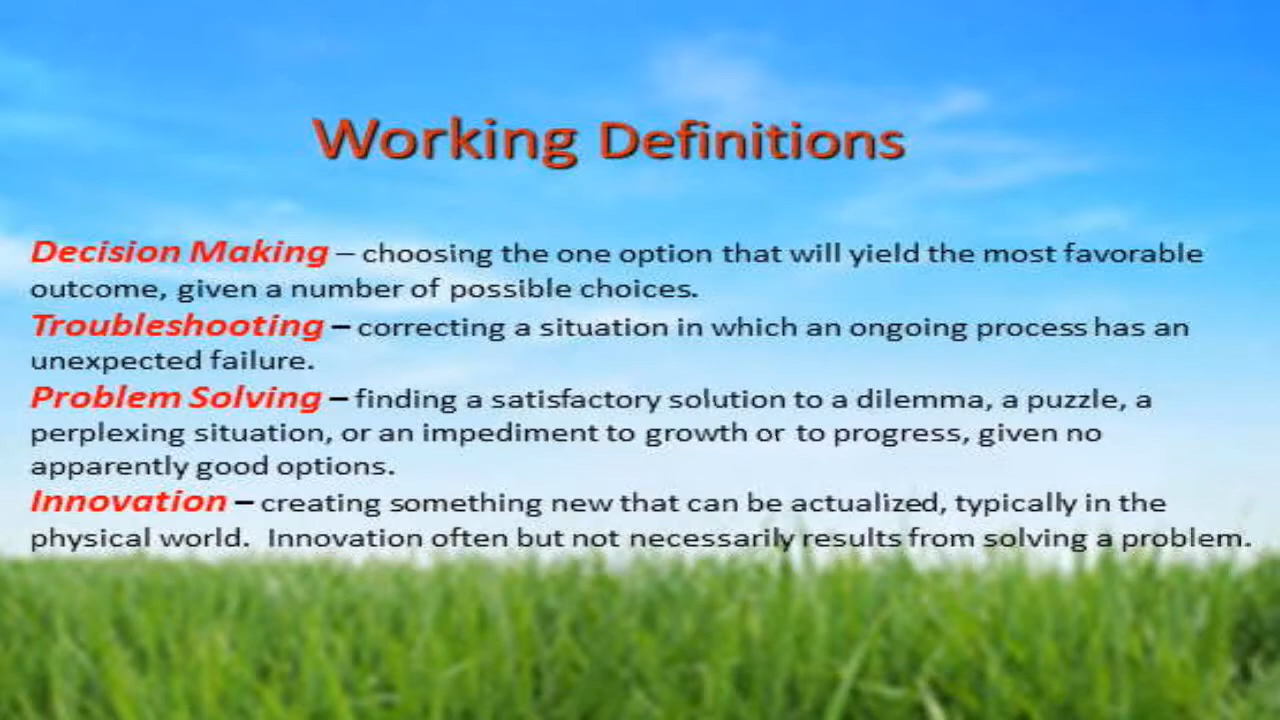 Working Definitions
Decision Making – choosing the one option that will yield the most favorable
outcome, given a number of possible choices.
Troubleshooting – correcting a situation in which an ongoing process has an
unexpected failure.
Problem Solving – finding a satisfactory solution to a dilemma, a puzzle, a
perplexing situation, or an impediment to growth or to progress, given no
apparently good options.
Innovation – creating something new that can be actualized, typically in the
physical world. Innovation often but not necessarily results from solving a problem.